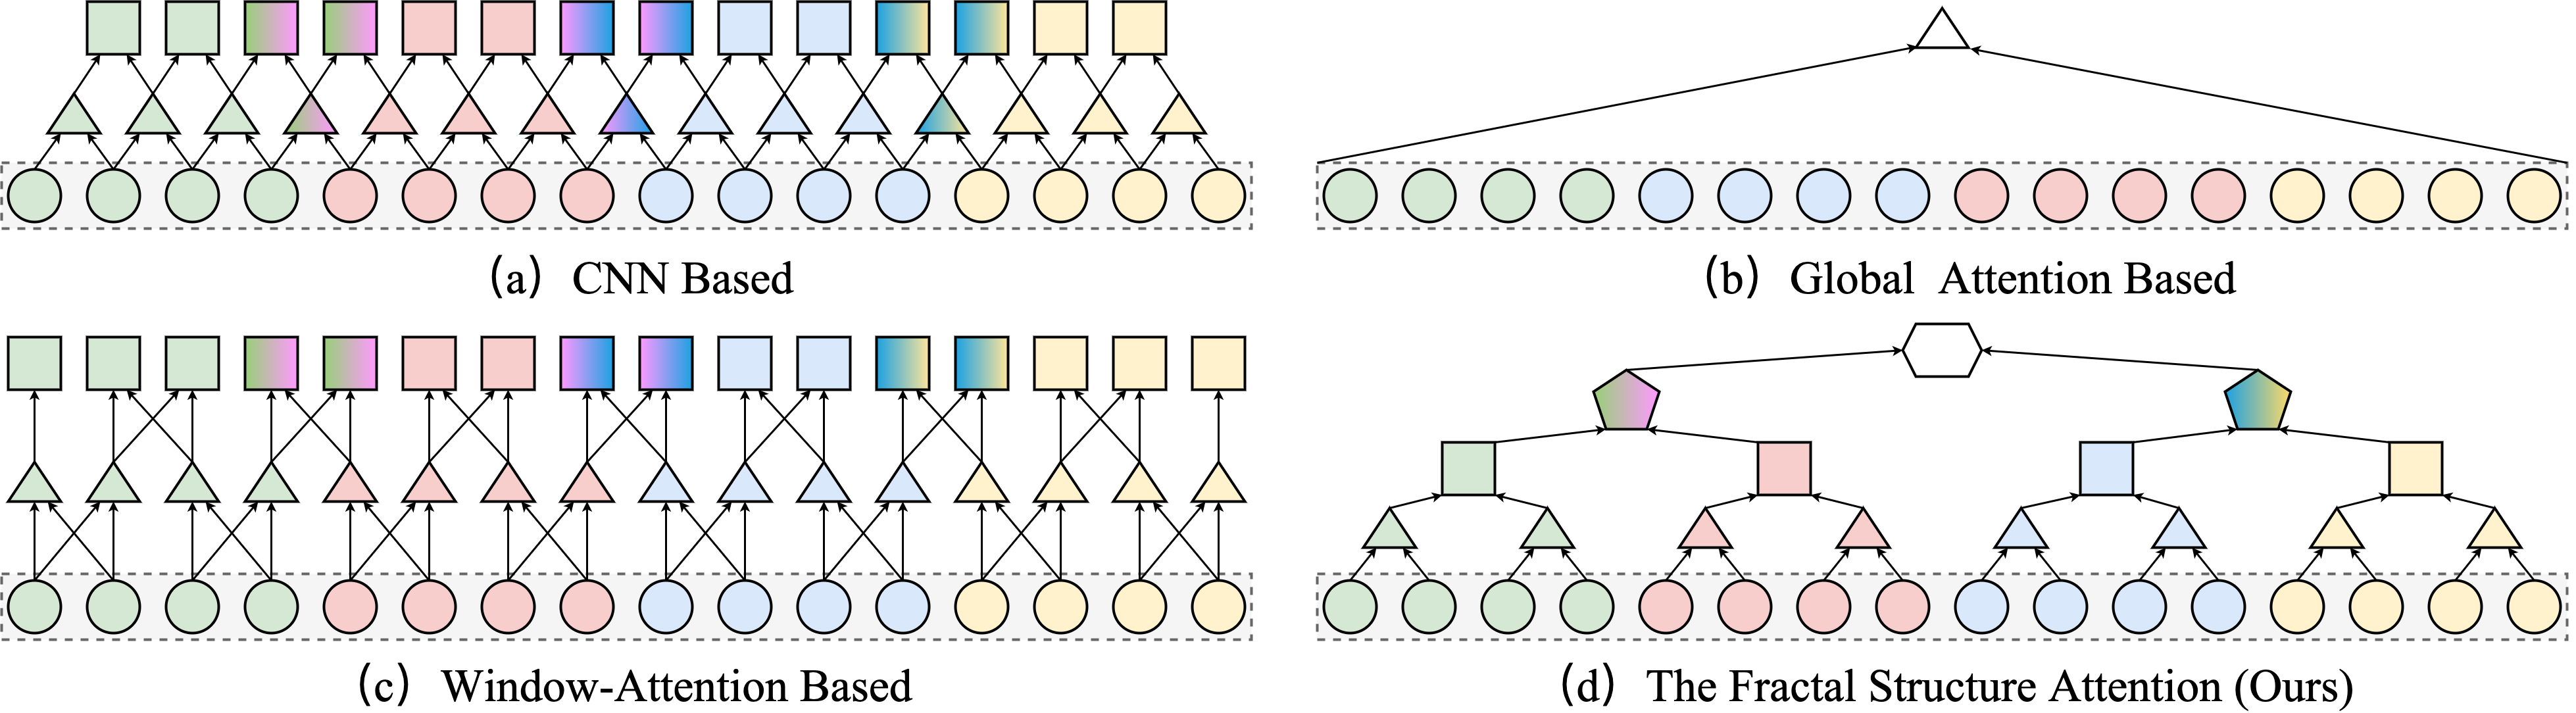 (a) CNN Based
(b) Global Attention Based
(c) Window-Attention Based
(d) The Fractal Structure Attention (Ours)